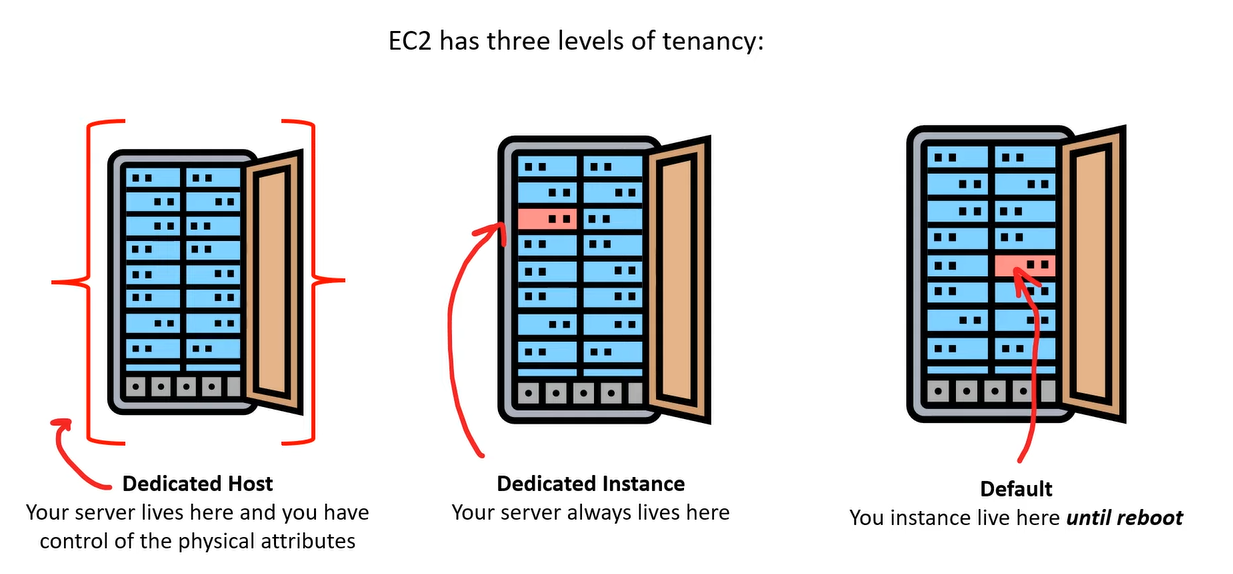 EC2 has three levels of tenancy:
Dedicated Host
Your server lives here and you have
control of the physical attributes
Dedicated Instance
Your server always lives here
Default
You instance live here until reboot